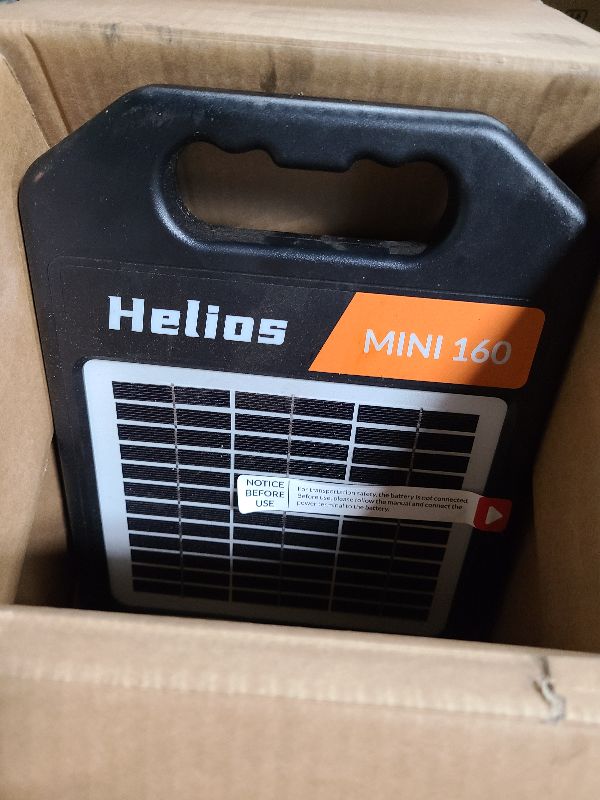 Helios
MINI 160
NOTICE
BEFORE
USE
For transportation safety, the battery is not connected.
Before use, please follow the manual and connect the
power terminal to the battery.